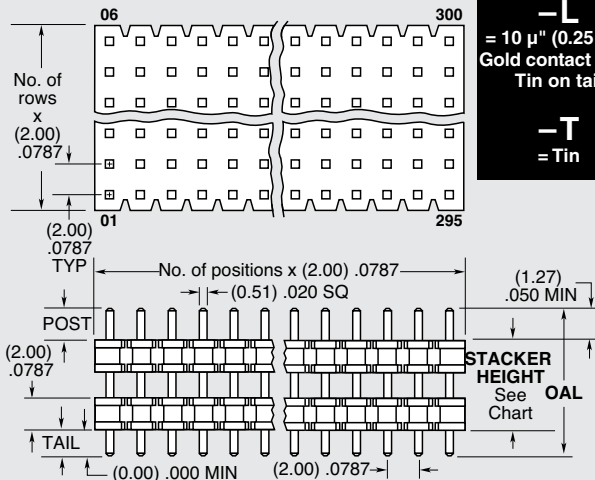 06
300
No. of
rows
x
(2.00)
.0787
01
295
(2.00)
.0787
TYP
–L
= 10 µ" (0.25
Gold contact
Tin on tai
–T
= Tin
No. of positions x (2.00) .0787
(0.51) .020 SQ
(1.27)
.050 MIN
POST
(2.00)
.0787
STACKER
HEIGHT
See
Chart
OAL
TAIL
(0.00) .000 MIN
(2.00) .0787